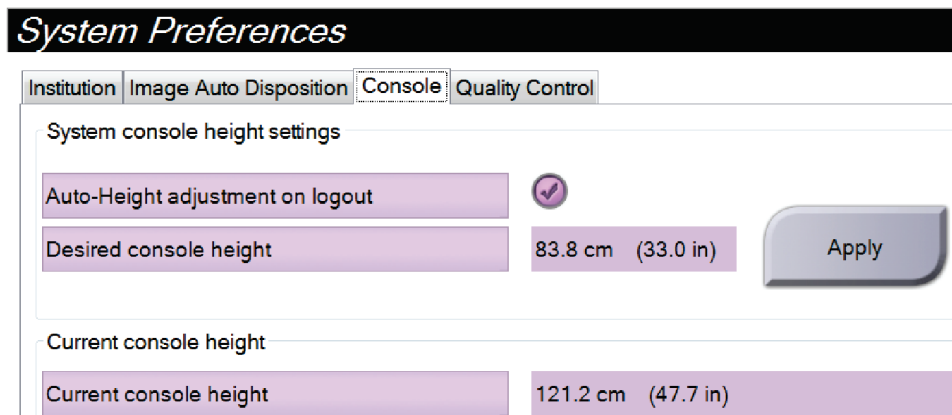 System Preferences
Institution Image Auto Disposition Console Quality Control
System console height settings
Auto-Height adjustment on logout
Desired console height 83.8 cm (33.0 in) Apply
Current console height
Current console height 121.2 cm (47.7 in)